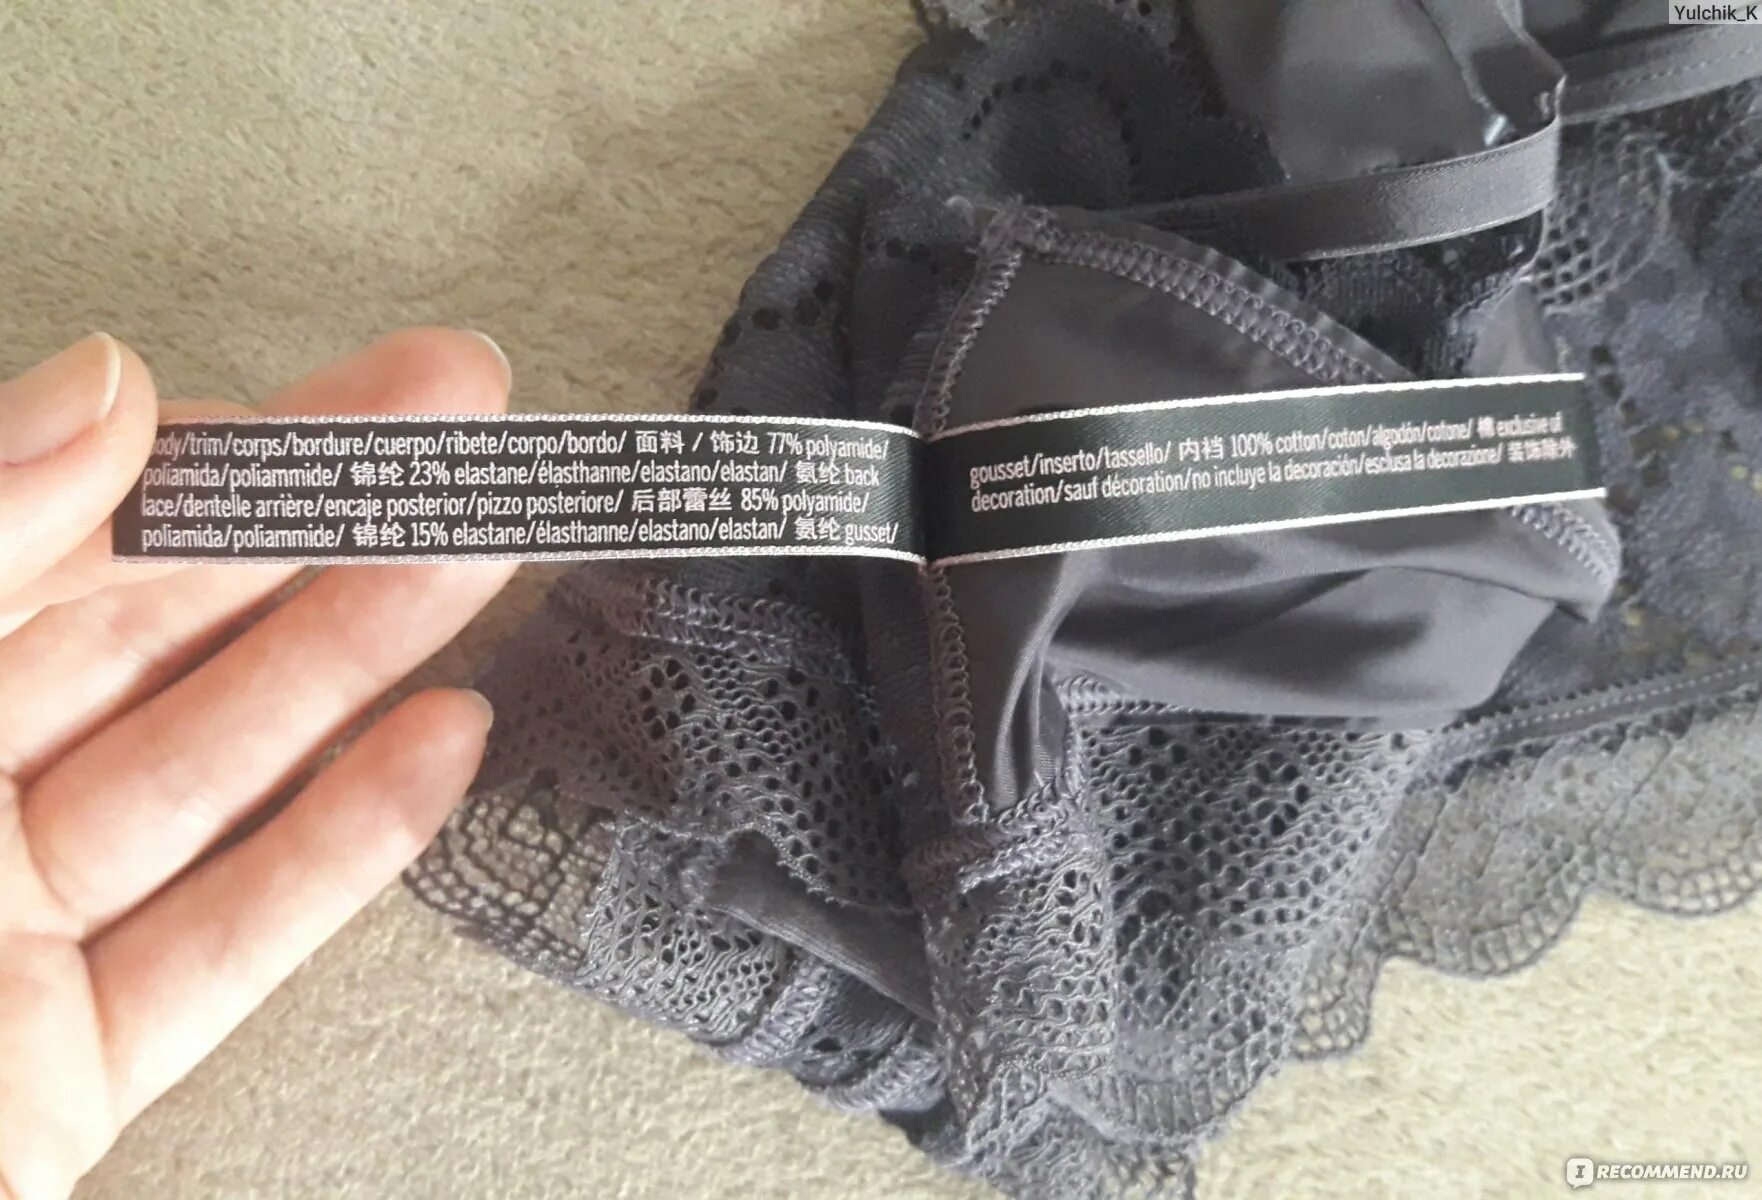 Yulchik_K
body/trim/corps/bordure/cuerpo/ribete/corpo/bordo/ 面料 / 饰边 77% polyamide/
poliamida/poliammide/ 锦纶 23% elastane/élasthanne/elastano/elastan/ 氨纶 back
lace/dentelle arrière/encaje posterior/pizzo posteriore/ 后部蕾丝 85% polyamide/
poliamida/poliammide/ 锦纶 15% elastane/élasthanne/elastano/elastan/ 氨纶 gusset/
gousset/inserto/tassello/ 内裆 100% cotton/coton/algodón/cotone/ 棉 exclusive of
decoration/sauf décoration/no incluye la decoración/esclusa la decorazione/ 装饰除外
RECOMMEND.RU